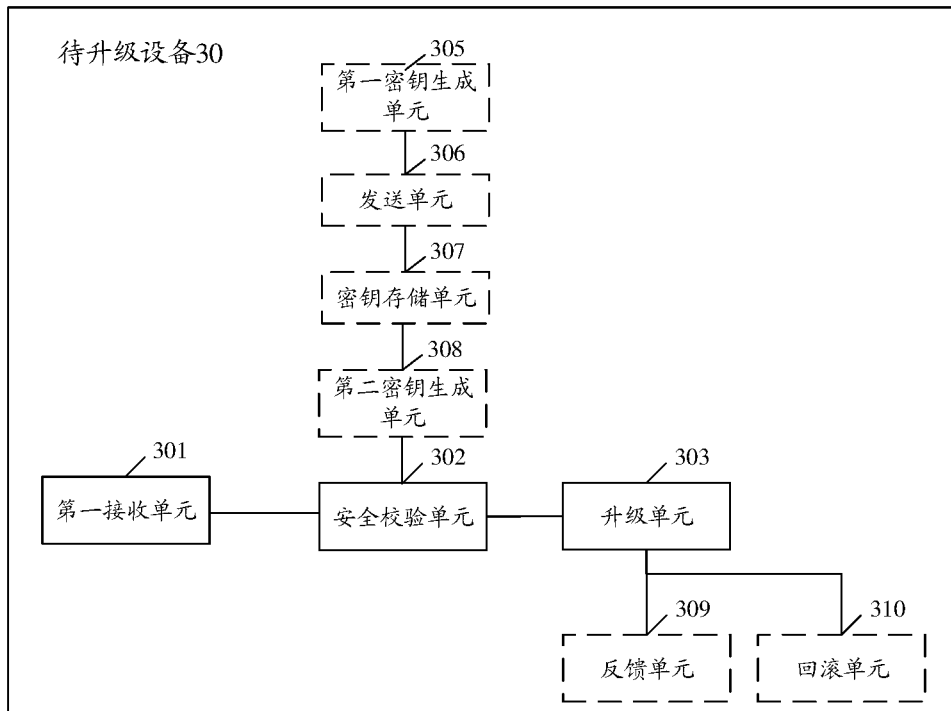 待升级设备30
305
第一密钥生成
单元
306
发送单元
307
密钥存储单元
308
第二密钥生成
单元
301
第一接收单元
302
安全校验单元
303
升级单元
309
反馈单元
310
回滚单元